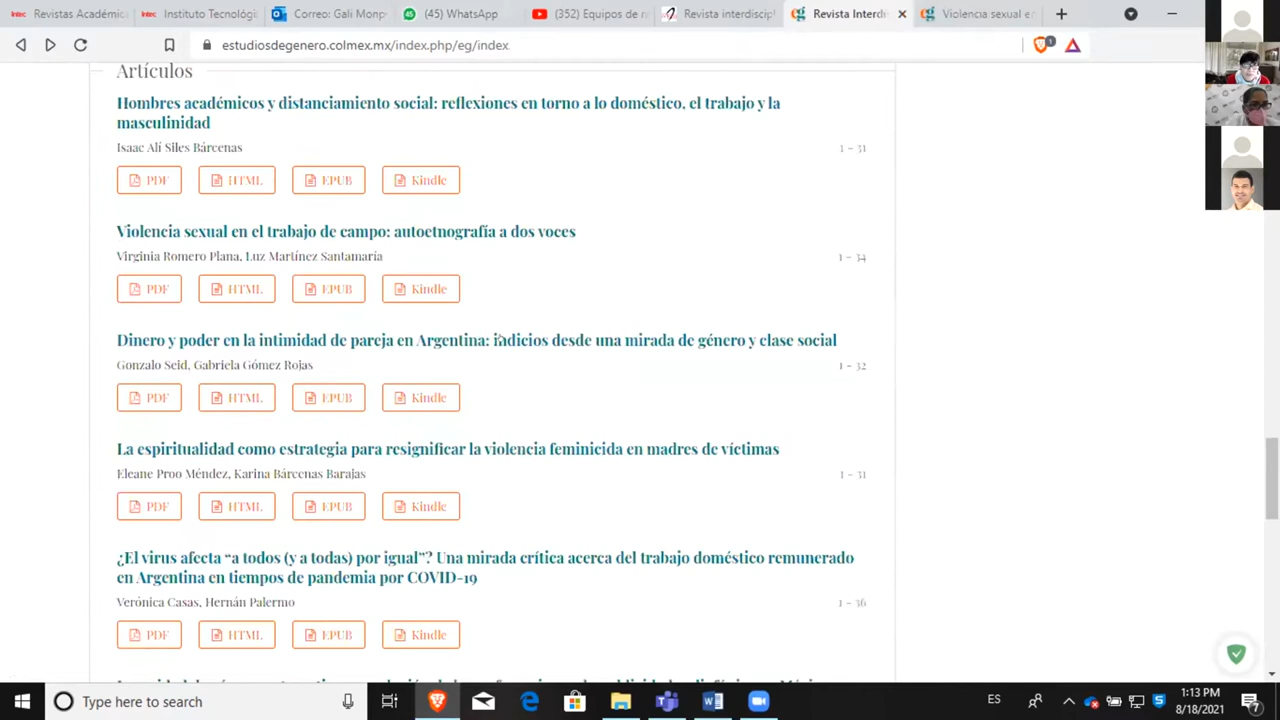 Revistas Académica
Instituto Tecnológi
Correo: Gali Monp
(45) WhatsApp
(352) Equipos de ru
Revista interdiscipl
Revista Interdi
Violencia sexual e
estudiosdegenero.colmex.mx/index.php/eg/index
1
Artículos
Hombres académicos y distanciamiento social: reflexiones en torno a lo doméstico, el trabajo y la
masculinidad
Isaac Alí Siles Bárcenas
1 - 31
PDF HTML EPUB Kindle
Violencia sexual en el trabajo de campo: autoetnografía a dos voces
Virginia Romero Plana, Luz Martínez Santamaría
1 - 34
PDF HTML EPUB Kindle
Dinero y poder en la intimidad de pareja en Argentina: indicios desde una mirada de género y clase social
Gonzalo Seid, Gabriela Gómez Rojas
1 - 32
PDF HTML EPUB Kindle
La espiritualidad como estrategia para resignificar la violencia feminicida en madres de víctimas
Eleane Proo Méndez, Karina Bárcenas Barajas
1 - 31
PDF HTML EPUB Kindle
¿El virus afecta “a todos (y a todas) por igual”? Una mirada crítica acerca del trabajo doméstico remunerado
en Argentina en tiempos de pandemia por COVID-19
Verónica Casas, Hernán Palermo
1 - 36
PDF HTML EPUB Kindle
Type here to search
ES
1:13 PM
8/18/2021
7